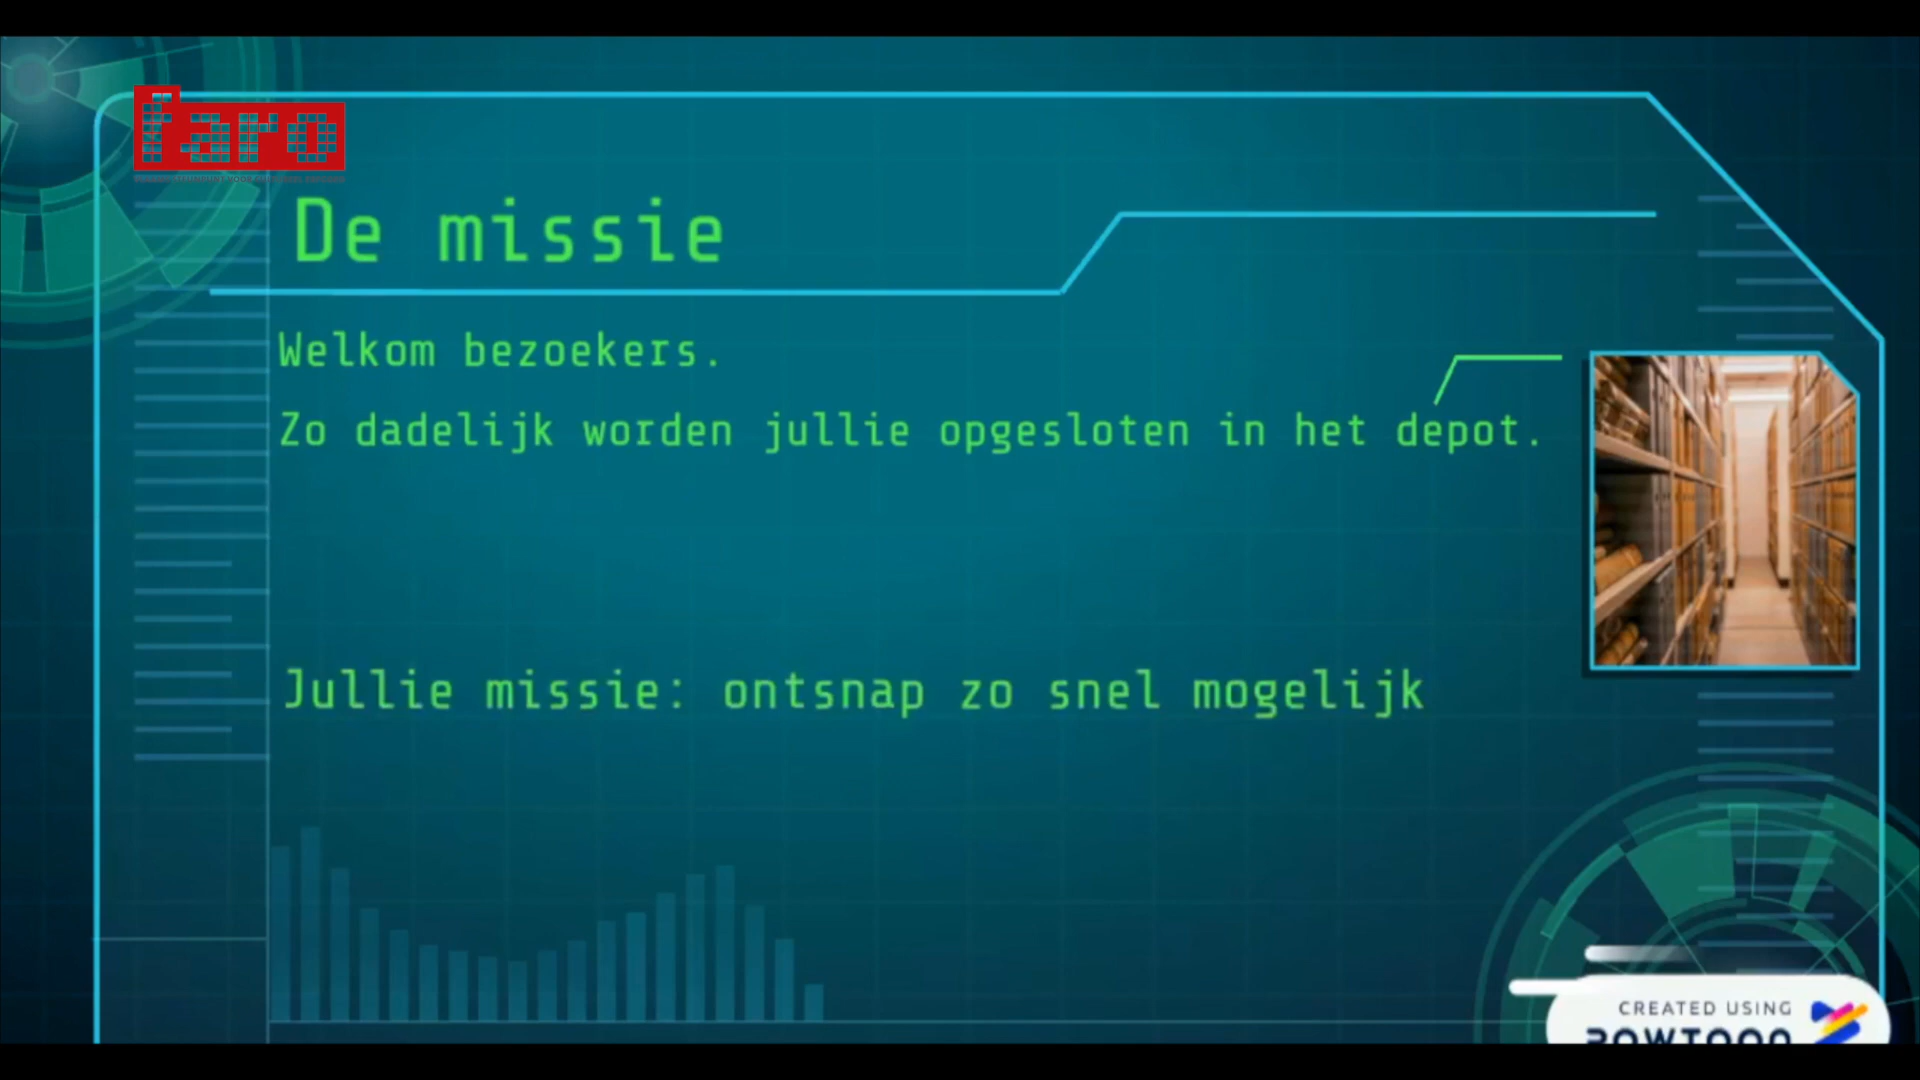 faro
De missie
Welkom bezoekers.
Zo dadelijk worden jullie opgesloten in het depot.
Jullie missie: ontsnap zo snel mogelijk
CREATED USING
POWTOON